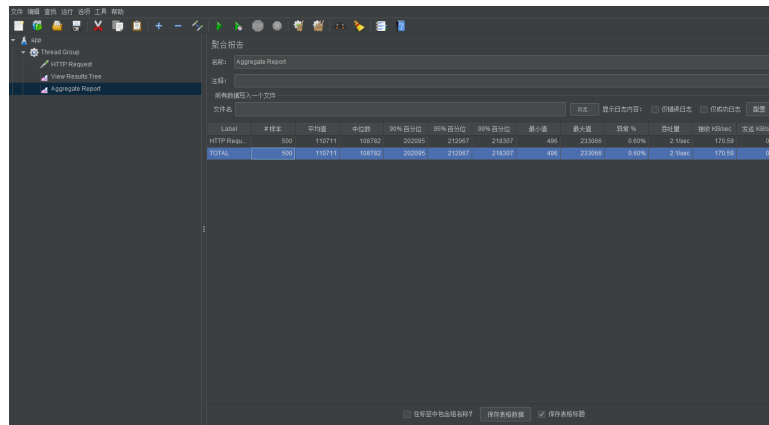 文件 编辑 查找 运行 选项 工具 帮助
app
Thread Group
HTTP Request
View Results Tree
Aggregate Report
聚合报告
名称: Aggregate Report
注释:
所有数据写入一个文件
文件名 浏览... 显示日志内容: 仅错误日志 仅成功日志 配置
Label #样本 平均值 中位数 90% 百分位 95% 百分位 99% 百分位 最小值 最大值 异常 % 吞吐量 接收 KB/sec 发送 KB/s
HTTP Requ... 500 110711 108782 202095 212067 218307 496 233066 0.60% 2.1/sec 170.59 0
TOTAL 500 110711 108782 202095 212067 218307 496 233066 0.60% 2.1/sec 170.59 0
在标签中包含组名称? 保存表格数据 保存表格标题